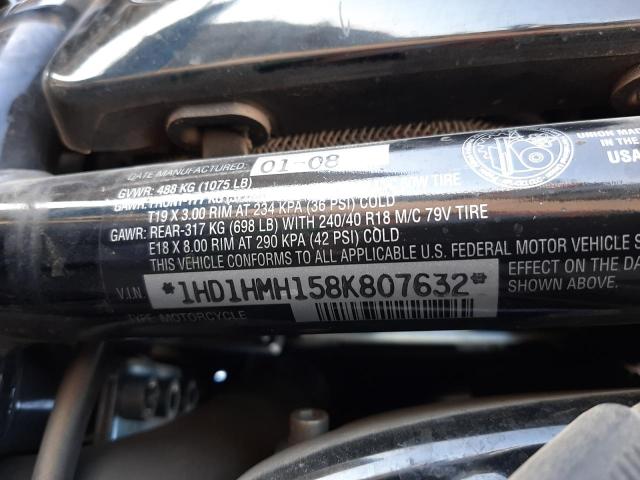 DATE MANUFACTURED: 01-08
UNION MA
IN THE
USA
GVWR: 488 KG (1075 LB)
T19 X 3.00 RIM AT 234 KPA (36 PSI) COLD
GAWR: REAR-317 KG (698 LB) WITH 240/40 R18 M/C 79V TIRE
E18 X 8.00 RIM AT 290 KPA (42 PSI) COLD
THIS VEHICLE CONFORMS TO ALL APPLICABLE U.S. FEDERAL MOTOR VEHICLE S
EFFECT ON THE DA
V.I.N. *1HD1HMH158K807632* SHOWN ABOVE.
TYPE: MOTORCYCLE